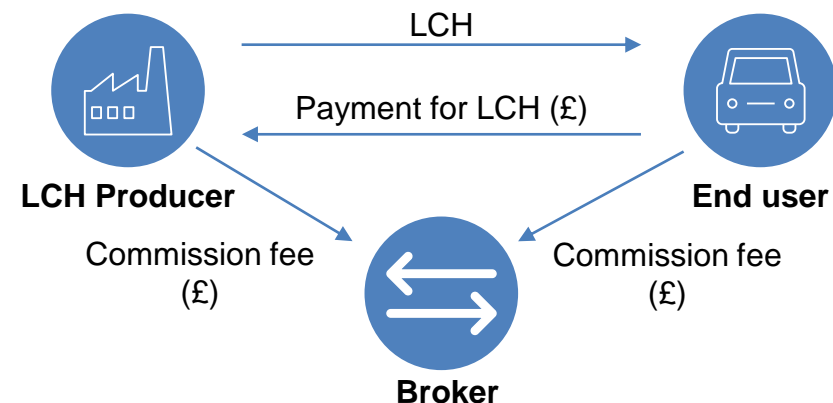 LCH
Payment for LCH (£)
LCH Producer
End user
Commission fee
(£)
Commission fee
(£)
Broker